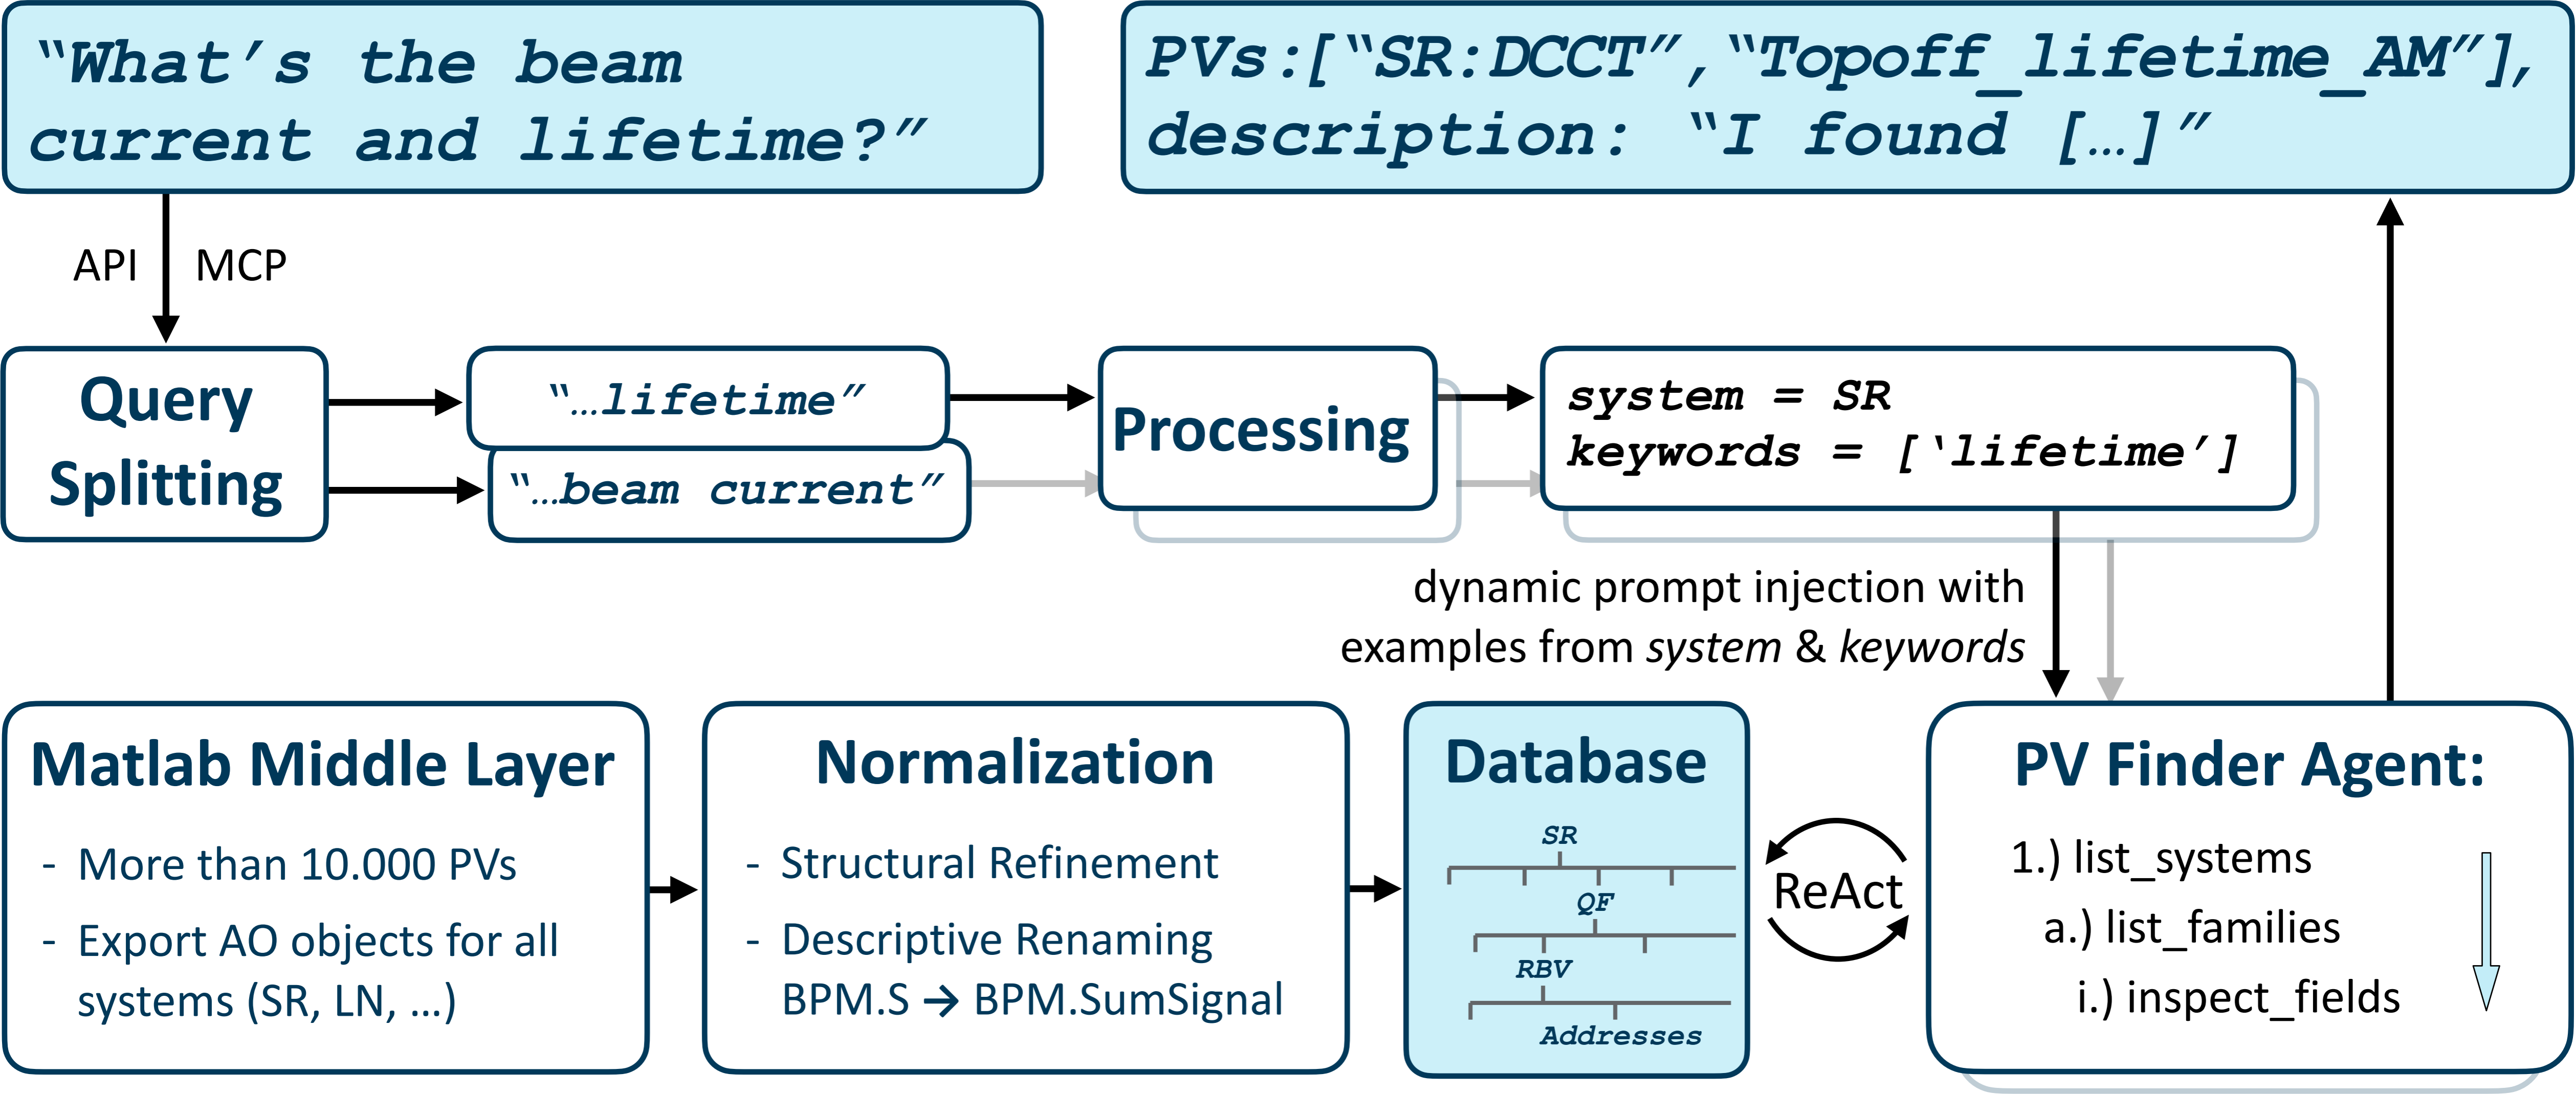 “What’s the beam
current and lifetime?”
PVs:[“SR:DCCT”,“Topoff_lifetime_AM”],
description: “I found […]”
API
MCP
Query
Splitting
“…lifetime”
“…beam current”
Processing
system = SR
keywords = [‘lifetime’]
dynamic prompt injection with
examples from system & keywords
Matlab Middle Layer
- More than 10.000 PVs
- Export AO objects for all
systems (SR, LN, …)
Normalization
- Structural Refinement
- Descriptive Renaming
BPM.S → BPM.SumSignal
Database
SR
QF
RBV
Addresses
ReAct
PV Finder Agent:
1.) list_systems
a.) list_families
i.) inspect_fields